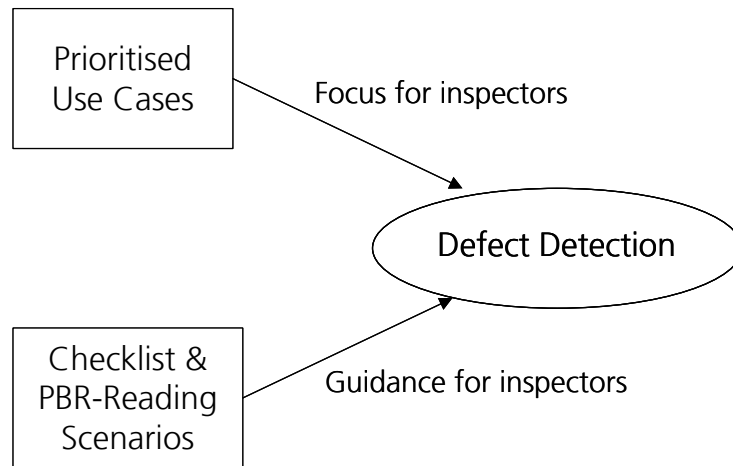 Prioritised
Use Cases
Focus for inspectors
Defect Detection
Checklist &
PBR-Reading
Scenarios
Guidance for inspectors